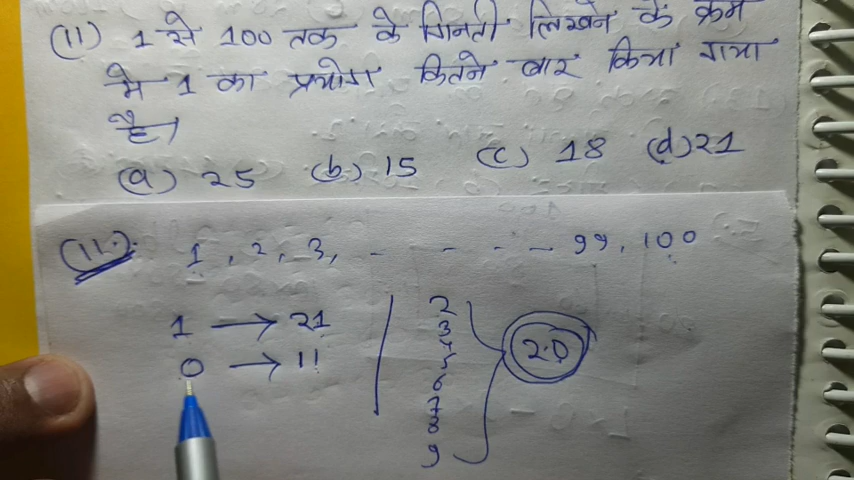 (11) 1 से 100 तक के गिनती लिखने के क्रम
मे 1 का प्रयोग कितने बार किया गया
है।
(a) 25 (b) 15 (c) 18 (d) 21
(11.) 1, 2, 3, - - - - 99, 100
1 → 21
0 → 11
2
3
4
5
6
7
8
9
20